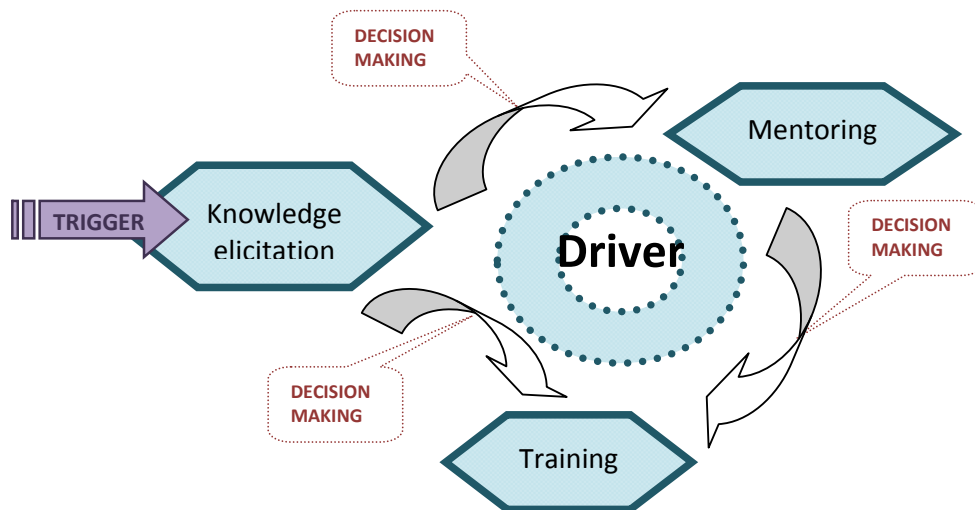 DECISION
MAKING
Mentoring
TRIGGER
Knowledge
elicitation
Driver
DECISION
MAKING
DECISION
MAKING
Training